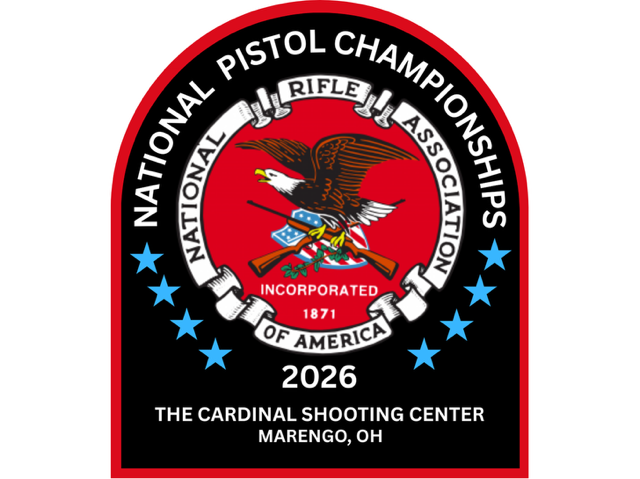 NATIONAL PISTOL CHAMPIONSHIPS
NATIONAL RIFLE ASSOCIATION
OF AMERICA
INCORPORATED
1871
2026
THE CARDINAL SHOOTING CENTER
MARENGO, OH